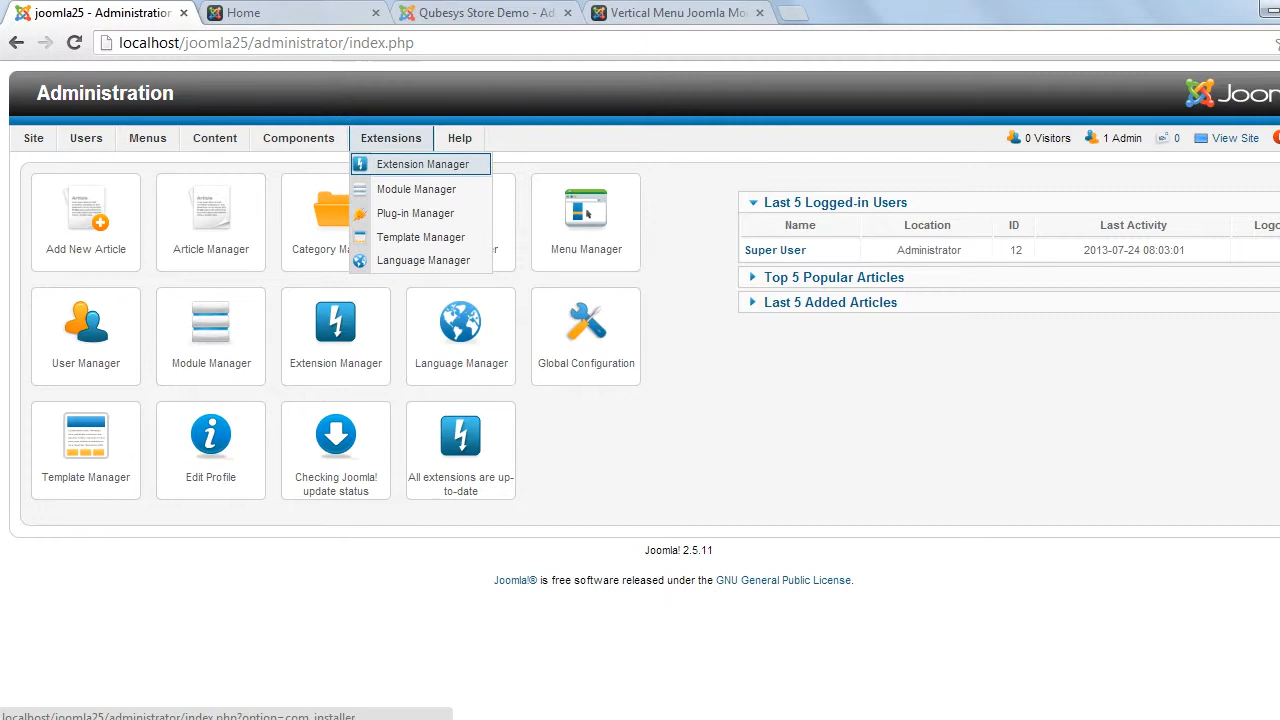 joomla25 - Administration
Home
Qubesys Store Demo - Ad
Vertical Menu Joomla Mo
localhost/joomla25/administrator/index.php
Administration
Joom
Site Users Menus Content Components Extensions Help
0 Visitors 1 Admin 0 View Site
Extension Manager
Module Manager
Plug-in Manager
Template Manager
Language Manager
Article
Article
Add New Article
Article Manager
Category Ma
Menu Manager
User Manager
Module Manager
Extension Manager
Language Manager
Global Configuration
Template Manager
Edit Profile
Checking Joomla!
update status
All extensions are up-
to-date
Last 5 Logged-in Users
Name Location ID Last Activity Logo
Super User Administrator 12 2013-07-24 08:03:01
Top 5 Popular Articles
Last 5 Added Articles
Joomla! 2.5.11
Joomla!® is free software released under the GNU General Public License.
localhost/joomla25/administrator/index.php?option=com_installer